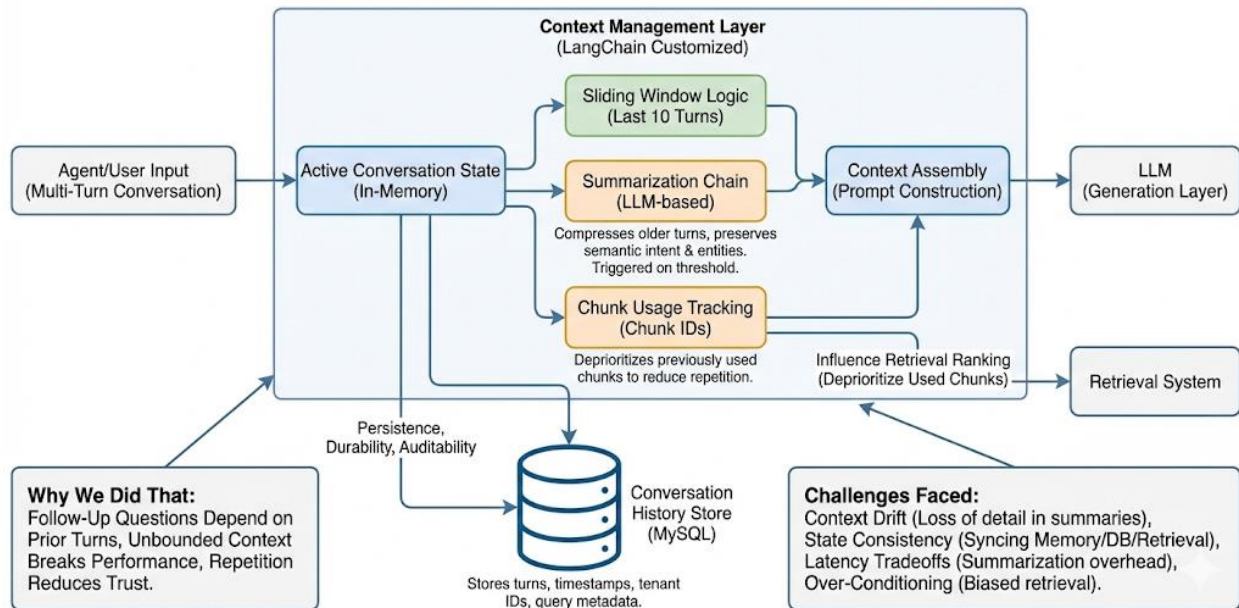 Context Management Layer
(LangChain Customized)
Sliding Window Logic
(Last 10 Turns)
Agent/User Input
(Multi-Turn Conversation)
Active Conversation State
(In-Memory)
Summarization Chain
(LLM-based)
Context Assembly
(Prompt Construction)
LLM
(Generation Layer)
Compresses older turns, preserves
semantic intent & entities.
Triggered on threshold.
Chunk Usage Tracking
(Chunk IDs)
Deprioritizes previously used
chunks to reduce repetition.
Influence Retrieval Ranking
(Deprioritize Used Chunks)
Retrieval System
Persistence,
Durability, Auditability
Why We Did That:
Follow-Up Questions Depend on
Prior Turns, Unbounded Context
Breaks Performance, Repetition
Reduces Trust.
Conversation
History Store
(MySQL)
Stores turns, timestamps, tenant
IDs, query metadata.
Challenges Faced:
Context Drift (Loss of detail in summaries),
State Consistency (Syncing Memory/DB/Retrieval),
Latency Tradeoffs (Summarization overhead),
Over-Conditioning (Biased retrieval).